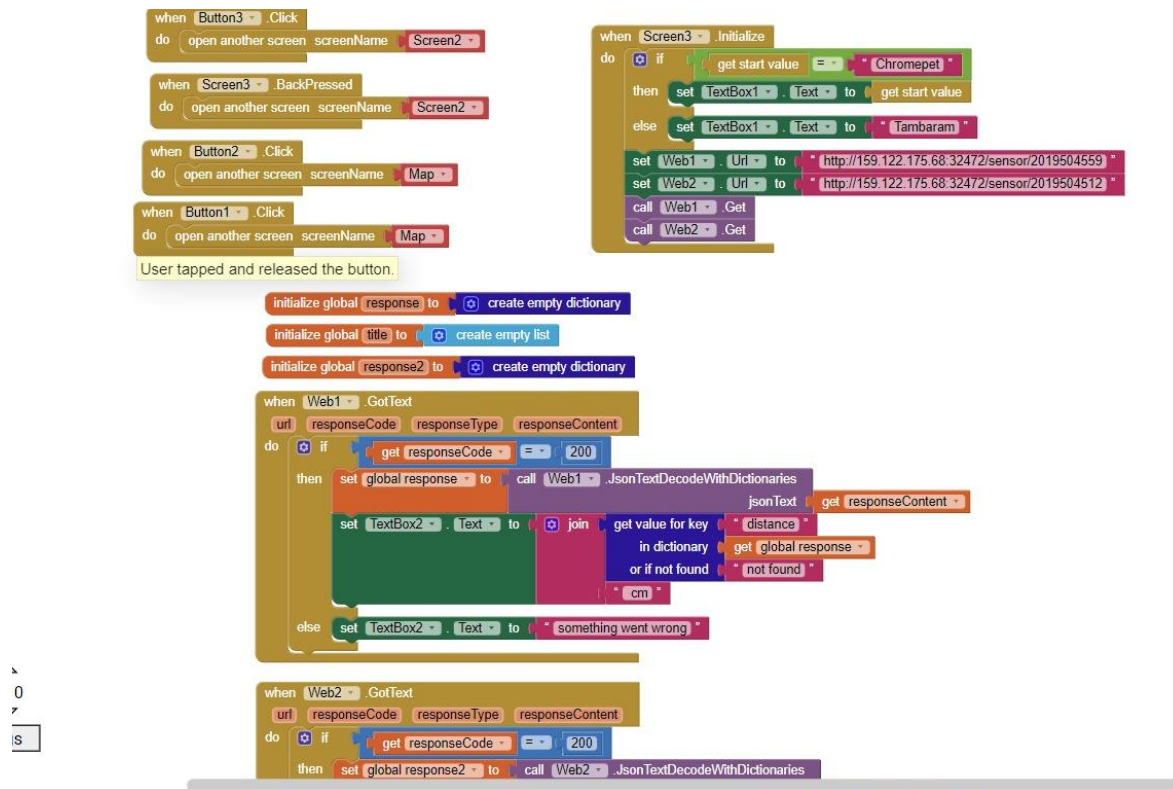 when Button3 .Click
do open another screen screenName Screen2
when Screen3 .BackPressed
do open another screen screenName Screen2
when Button2 .Click
do open another screen screenName Map
when Button1 .Click
do open another screen screenName Map
User tapped and released the button.
when Screen3 .Initialize
do if get start value = " Chromepet "
then set TextBox1 . Text to get start value
else set TextBox1 . Text to " Tambaram "
set Web1 . Url to " http://159.122.175.68:32472/sensor/2019504559 "
set Web2 . Url to " http://159.122.175.68:32472/sensor/2019504512 "
call Web1 .Get
call Web2 .Get
initialize global response to create empty dictionary
initialize global title to create empty list
initialize global response2 to create empty dictionary
when Web1 .GotText
url responseCode responseType responseContent
do if get responseCode = 200
then set global response to call Web1 .JsonTextDecodeWithDictionaries
jsonText get responseContent
set TextBox2 . Text to join get value for key " distance "
in dictionary get global response
or if not found " not found "
" cm "
else set TextBox2 . Text to " something went wrong "
0
when Web2 .GotText
url responseCode responseType responseContent
do if get responseCode = 200
then set global response2 to call Web2 .JsonTextDecodeWithDictionaries